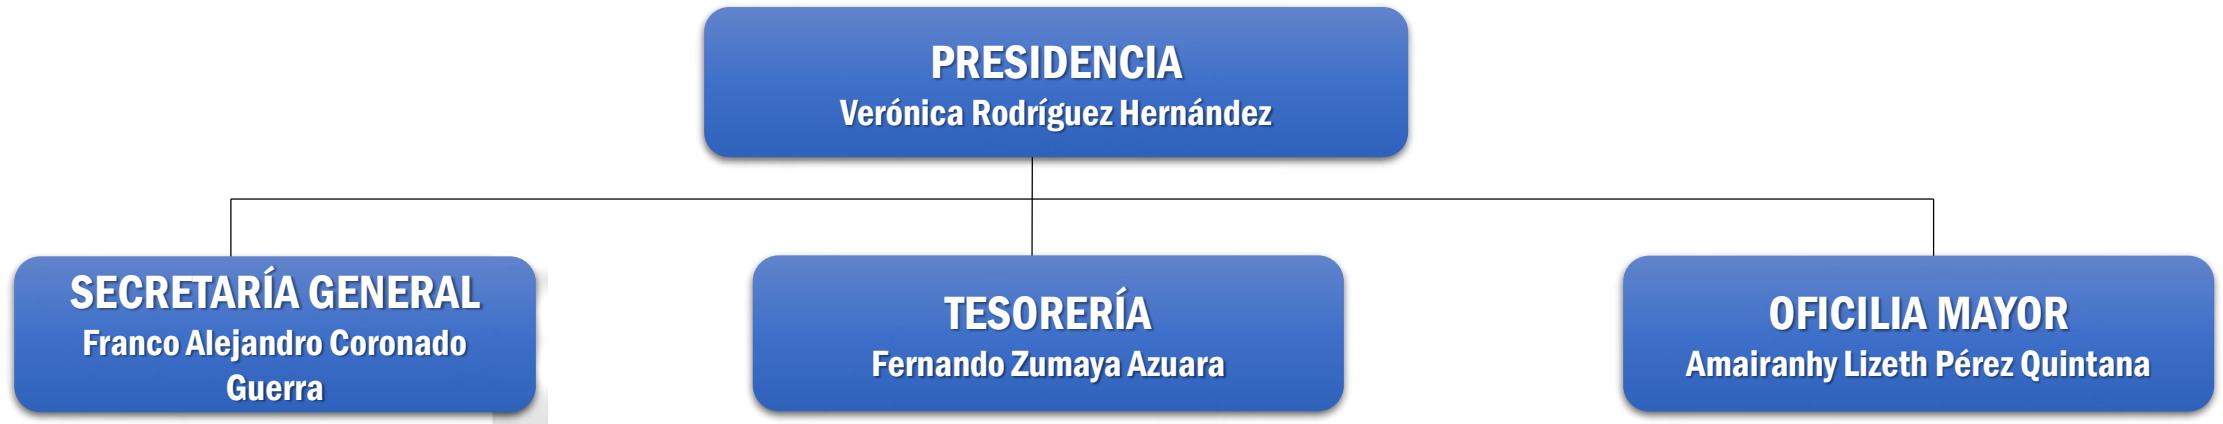 PRESIDENCIA
Verónica Rodríguez Hernández
SECRETARÍA GENERAL
Franco Alejandro Coronado
Guerra
TESORERÍA
Fernando Zumaya Azuara
OFICILIA MAYOR
Amairanhy Lizeth Pérez Quintana